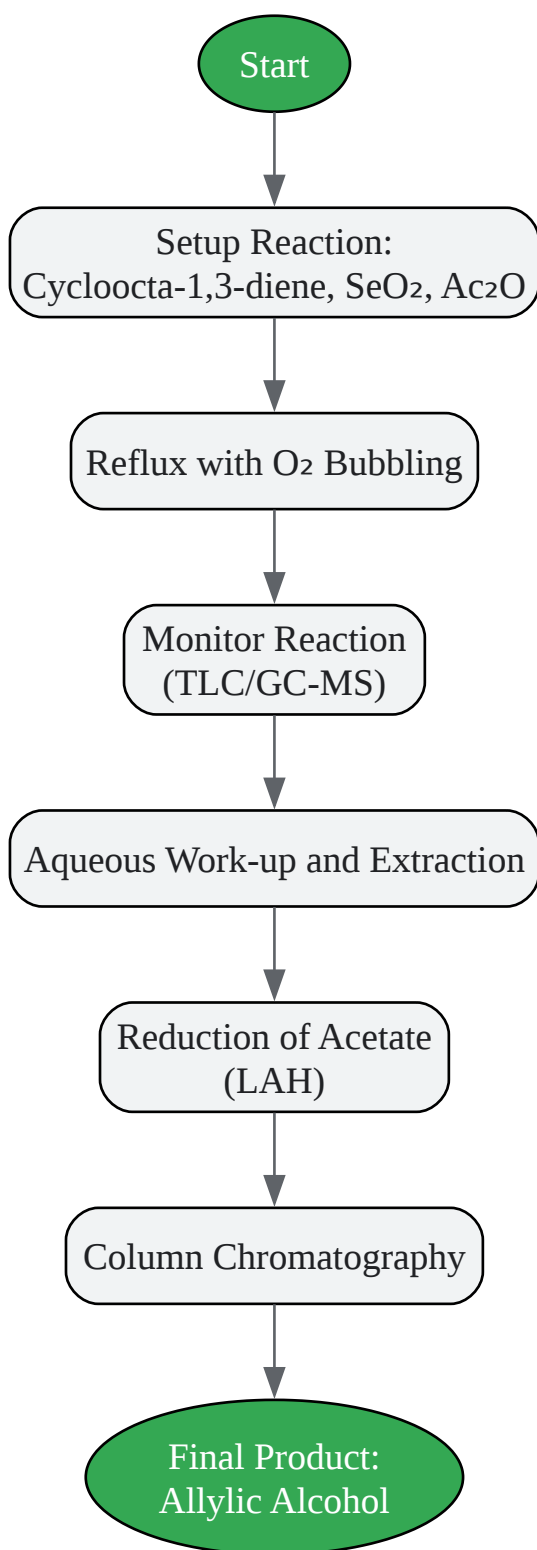 Start
Setup Reaction:
Cycloocta-1,3-diene, SeO₂, Ac₂O
Reflux with O₂ Bubbling
Monitor Reaction
(TLC/GC-MS)
Aqueous Work-up and Extraction
Reduction of Acetate
(LAH)
Column Chromatography
Final Product:
Allylic Alcohol